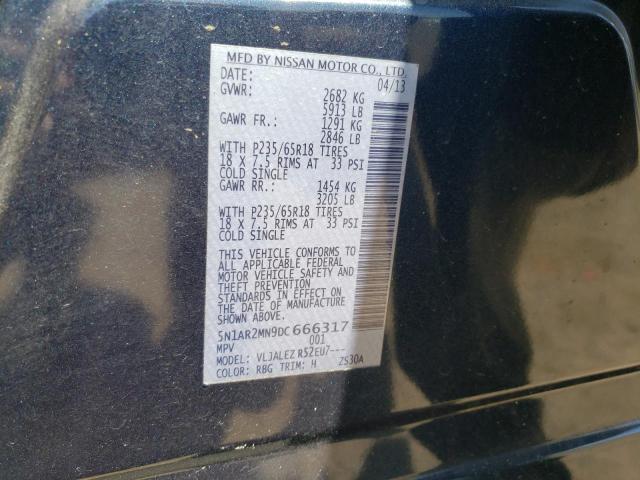 MFD BY NISSAN MOTOR CO., LTD.
DATE: 04/13
GVWR: 2682 KG
5913 LB
GAWR FR.: 1291 KG
2846 LB
WITH P235/65R18 TIRES
18 X 7.5 RIMS AT 33 PSI
COLD SINGLE
GAWR RR.: 1454 KG
3205 LB
WITH P235/65R18 TIRES
18 X 7.5 RIMS AT 33 PSI
COLD SINGLE
THIS VEHICLE CONFORMS TO
ALL APPLICABLE FEDERAL
MOTOR VEHICLE SAFETY AND
THEFT PREVENTION
STANDARDS IN EFFECT ON
THE DATE OF MANUFACTURE
SHOWN ABOVE.
5N1AR2MN9DC666317
MPV 001
MODEL: VLJALEZ R52EU7---
COLOR: RBG TRIM: H ZS30A